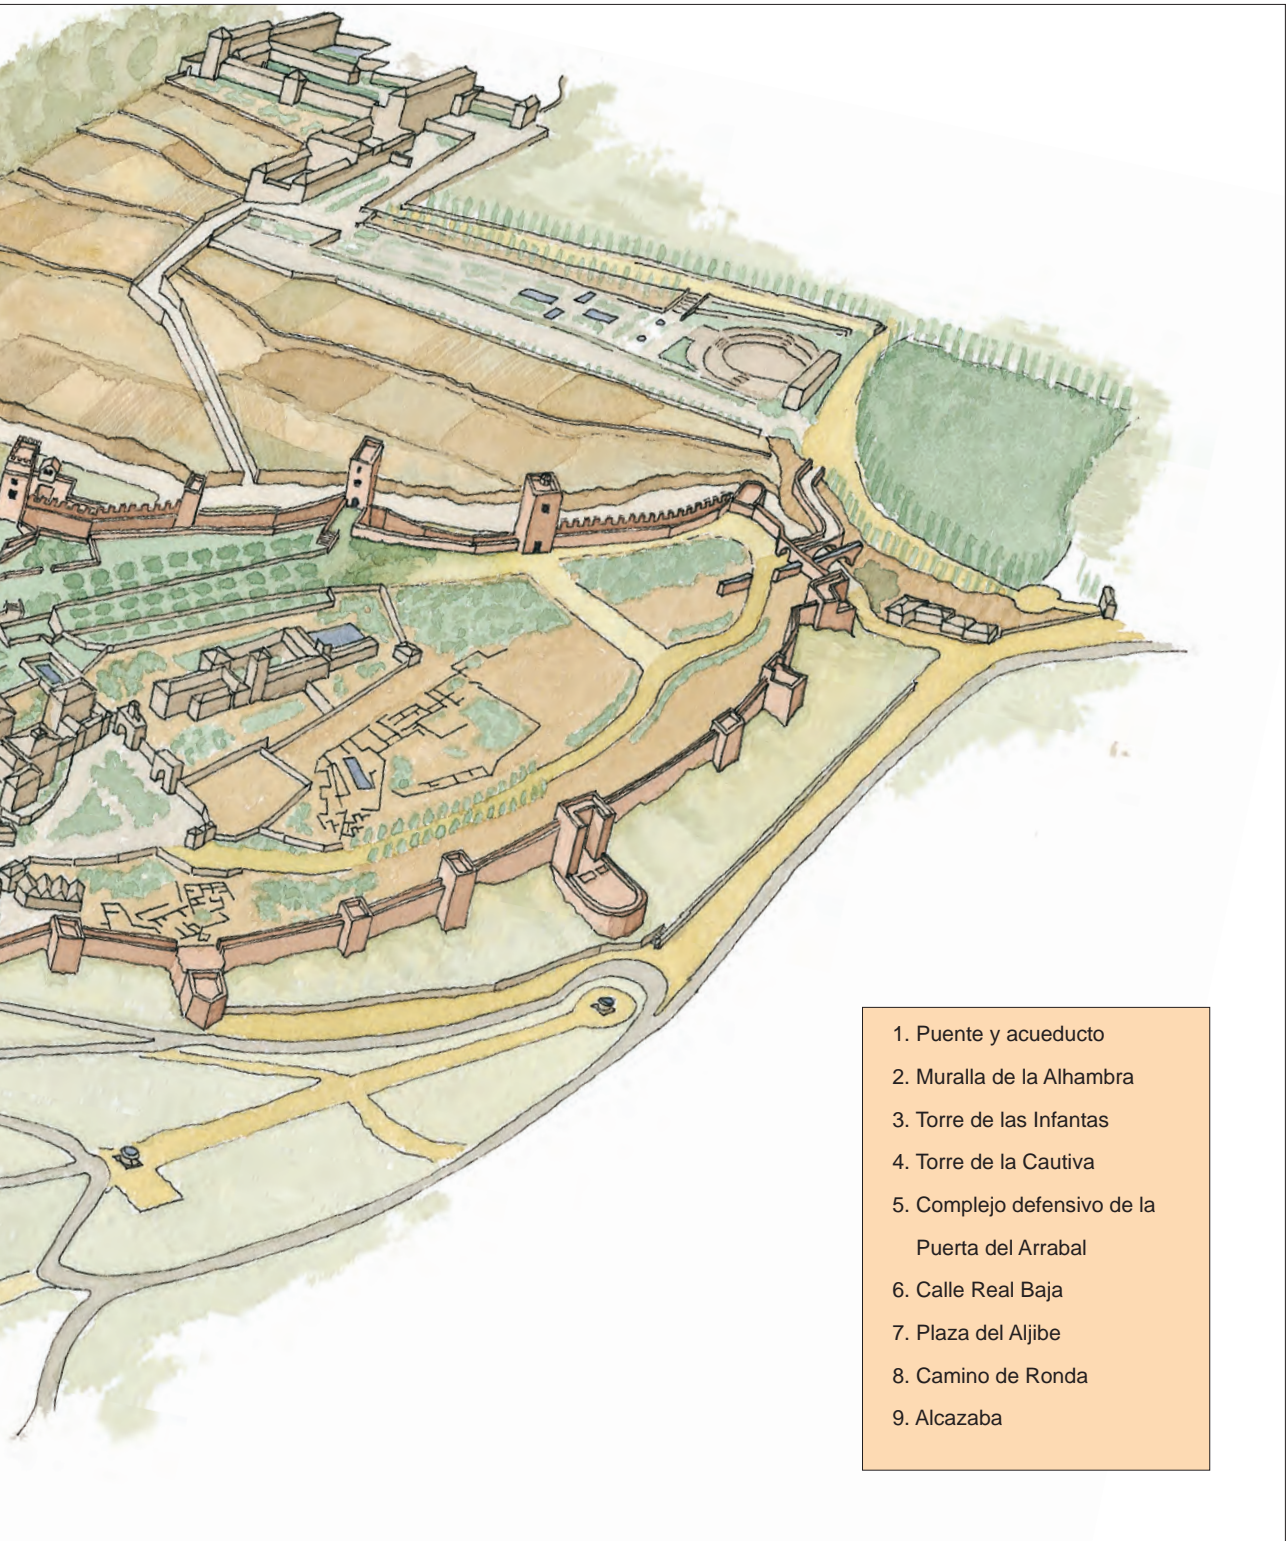 1. Puente y acueducto
2. Muralla de la Alhambra
3. Torre de las Infantas
4. Torre de la Cautiva
5. Complejo defensivo de la
Puerta del Arrabal
6. Calle Real Baja
7. Plaza del Aljibe
8. Camino de Ronda
9. Alcazaba